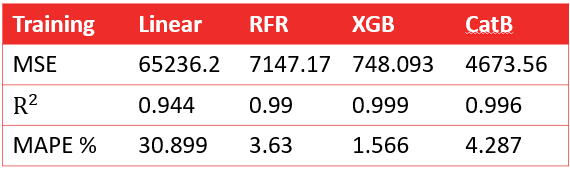 Training Linear RFR XGB CatB
MSE 65236.2 7147.17 748.093 4673.56
R² 0.944 0.99 0.999 0.996
MAPE % 30.899 3.63 1.566 4.287